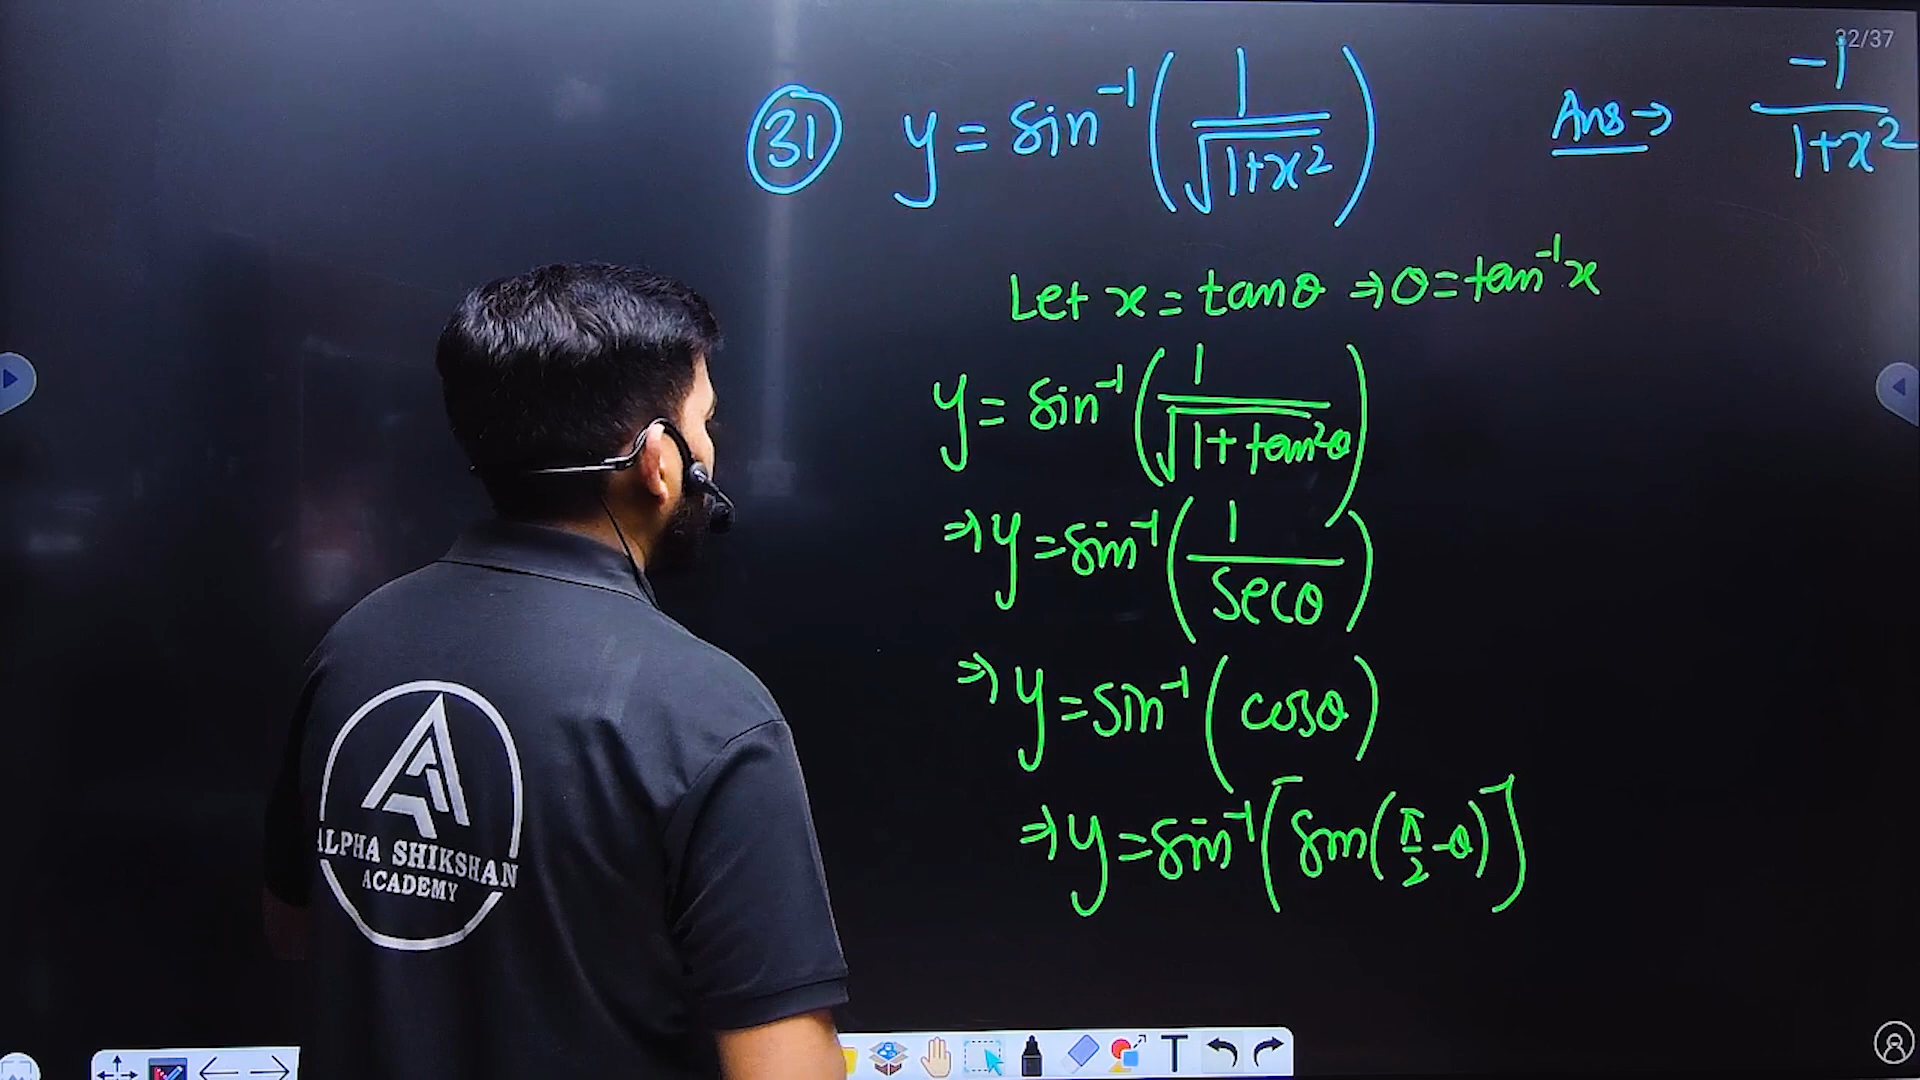 32/37
(31) y = sin⁻¹(1/√(1+x²)) Ans → -1/(1+x²)
Let x = tanθ ⇒ θ = tan⁻¹x
y = sin⁻¹(1/√(1+tan²θ))
⇒ y = sin⁻¹(1/secθ)
⇒ y = sin⁻¹(cosθ)
⇒ y = sin⁻¹[sin(π/2-θ)]
ALPHA SHIKSHAN
ACADEMY
T